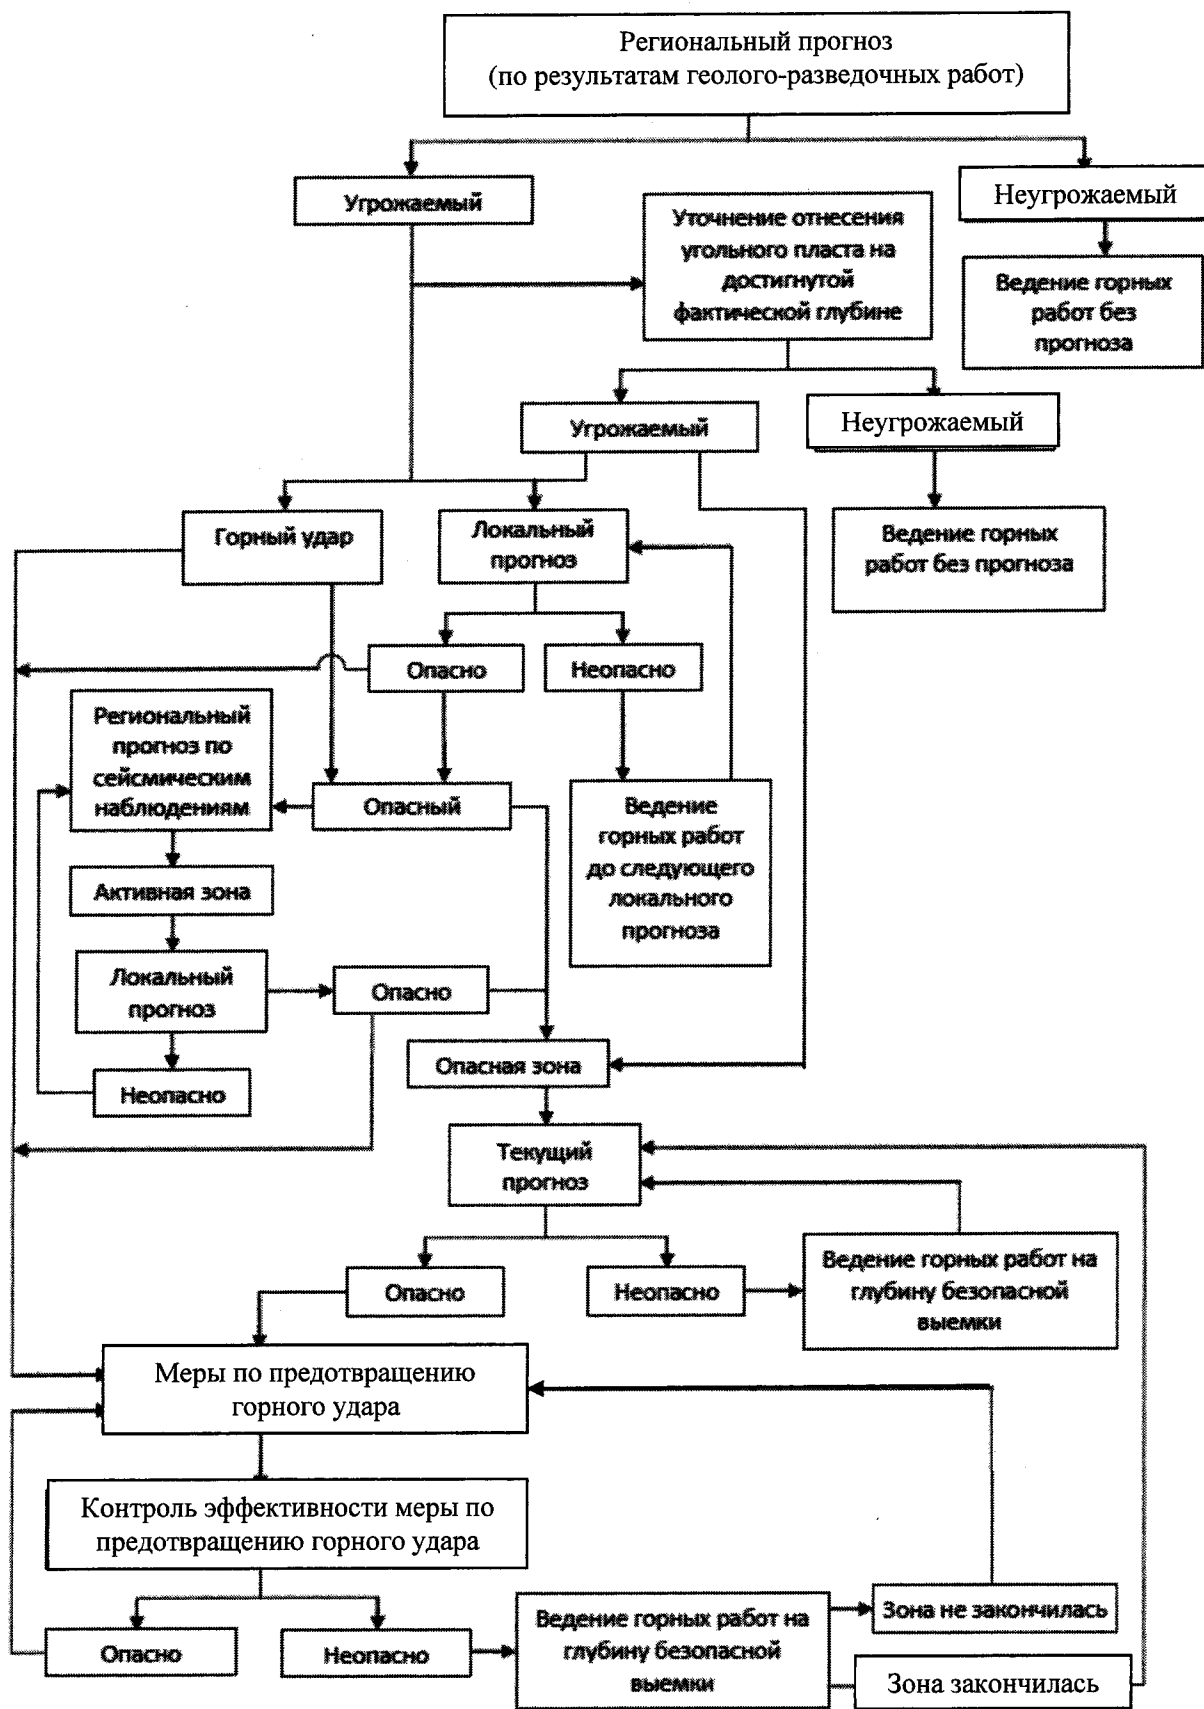 Региональный прогноз
(по результатам геолого-разведочных работ)
Угрожаемый
Уточнение отнесения
угольного пласта на
достигнутой
фактической глубине
Неугрожаемый
Ведение горных
работ без
прогноза
Угрожаемый
Неугрожаемый
Горный удар
Локальный
прогноз
Ведение горных
работ без прогноза
Опасно
Неопасно
Региональный
прогноз по
сейсмическим
наблюдениям
Опасный
Ведение
горных работ
до следующего
локального
прогноза
Активная зона
Локальный
прогноз
Опасно
Опасная зона
Неопасно
Текущий
прогноз
Опасно
Неопасно
Ведение горных работ на
глубину безопасной
выемки
Меры по предотвращению
горного удара
Контроль эффективности меры по
предотвращению горного удара
Опасно
Неопасно
Ведение горных работ на
глубину безопасной
выемки
Зона не закончилась
Зона закончилась